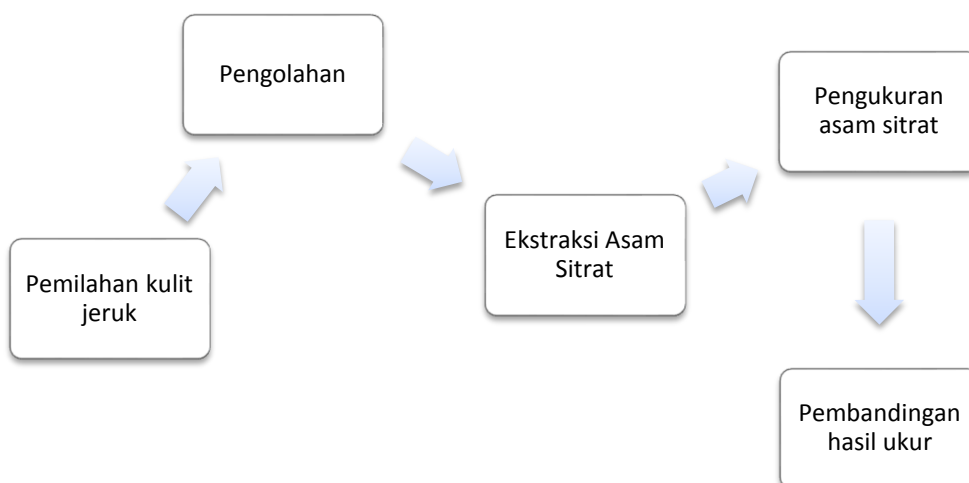 Pemilahan kulit
jeruk
Pengolahan
Ekstraksi Asam
Sitrat
Pengukuran
asam sitrat
Pembandingan
hasil ukur